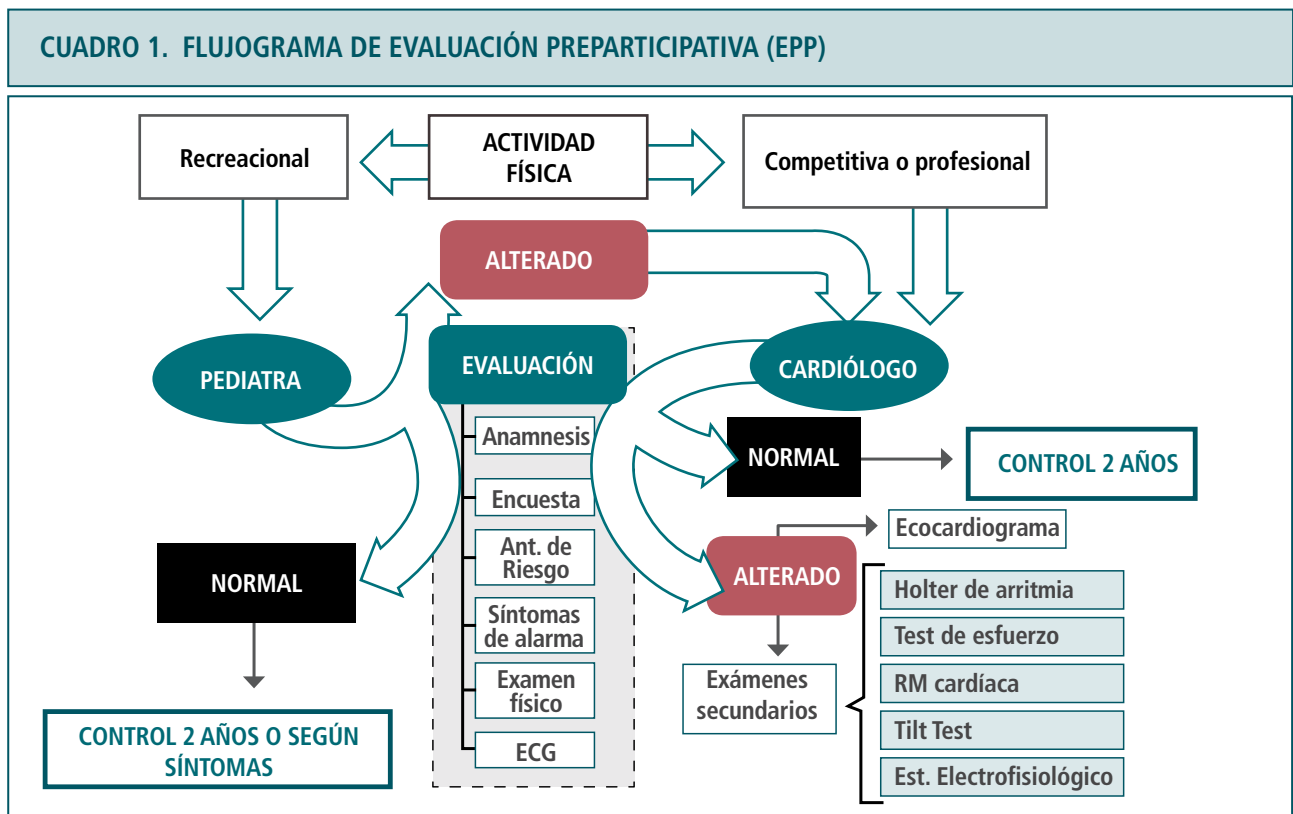 CUADRO 1. FLUJOGRAMA DE EVALUACIÓN PREPARTICIPATIVA (EPP)
Recreacional
ACTIVIDAD
FÍSICA
Competitiva o profesional
ALTERADO
PEDIATRA
EVALUACIÓN
CARDIÓLOGO
Anamnesis
Encuesta
Ant. de
Riesgo
Síntomas
de alarma
Examen
físico
ECG
NORMAL
CONTROL 2 AÑOS O SEGÚN
SÍNTOMAS
NORMAL
CONTROL 2 AÑOS
ALTERADO
Ecocardiograma
Exámenes
secundarios
Holter de arritmia
Test de esfuerzo
RM cardíaca
Tilt Test
Est. Electrofisiológico